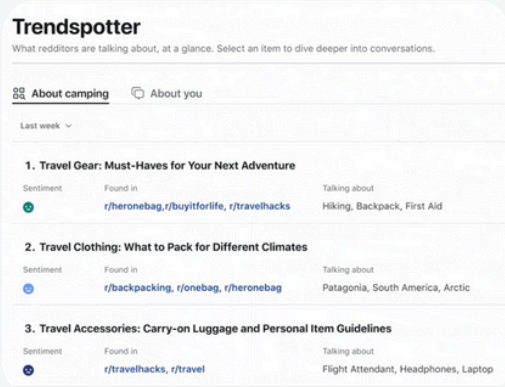 Trendspotter
What redditors are talking about, at a glance. Select an item to dive deeper into conversations.
About camping
About you
Last week
1. Travel Gear: Must-Haves for Your Next Adventure
Sentiment Found in Talking about
r/heronebag,r/buyitforlife, r/travelhacks Hiking, Backpack, First Aid
2. Travel Clothing: What to Pack for Different Climates
Sentiment Found in Talking about
r/backpacking, r/onebag, r/heronebag Patagonia, South America, Arctic
3. Travel Accessories: Carry-on Luggage and Personal Item Guidelines
Sentiment Found in Talking about
r/travelhacks, r/travel Flight Attendant, Headphones, Laptop